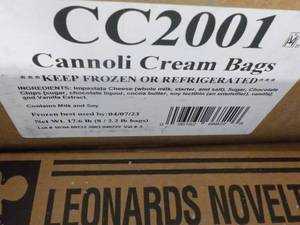 CC2001
Cannoli Cream Bags
***KEEP FROZEN OR REFRIGERATED***
INGREDIENTS: Impastata Cheese (whole milk, starter, and salt), Sugar, Chocolate
Chips (sugar, chocolate liquor, cocoa butter, soy lecithin (an emulsifier), vanilla)
and Vanilla Extract.
Contains Milk and Soy
Frozen best used by: 04/07/23
Net Wt. 17.6 lb (8 / 2.2 lb bags)
LEONARDS NOVELT